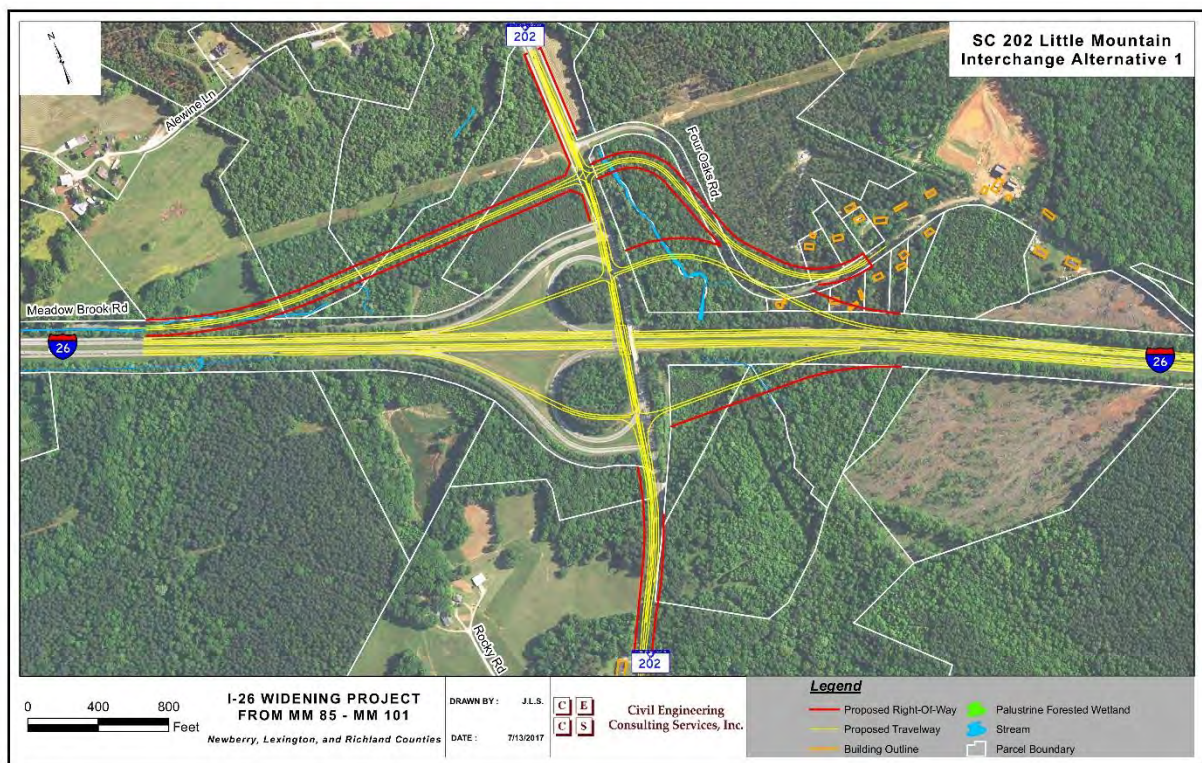 202
N
SC 202 Little Mountain
Interchange Alternative 1
Alewine Ln
Four Oaks Rd.
Meadow Brook Rd
26
26
Rocky Rd
202
0 400 800
Feet
I-26 WIDENING PROJECT
FROM MM 85 - MM 101
Newberry, Lexington, and Richland Counties
DRAWN BY : J.L.S.
DATE : 7/13/2017
C E
C S
Civil Engineering
Consulting Services, Inc.
Legend
Proposed Right-Of-Way
Proposed Travelway
Building Outline
Palustrine Forested Wetland
Stream
Parcel Boundary